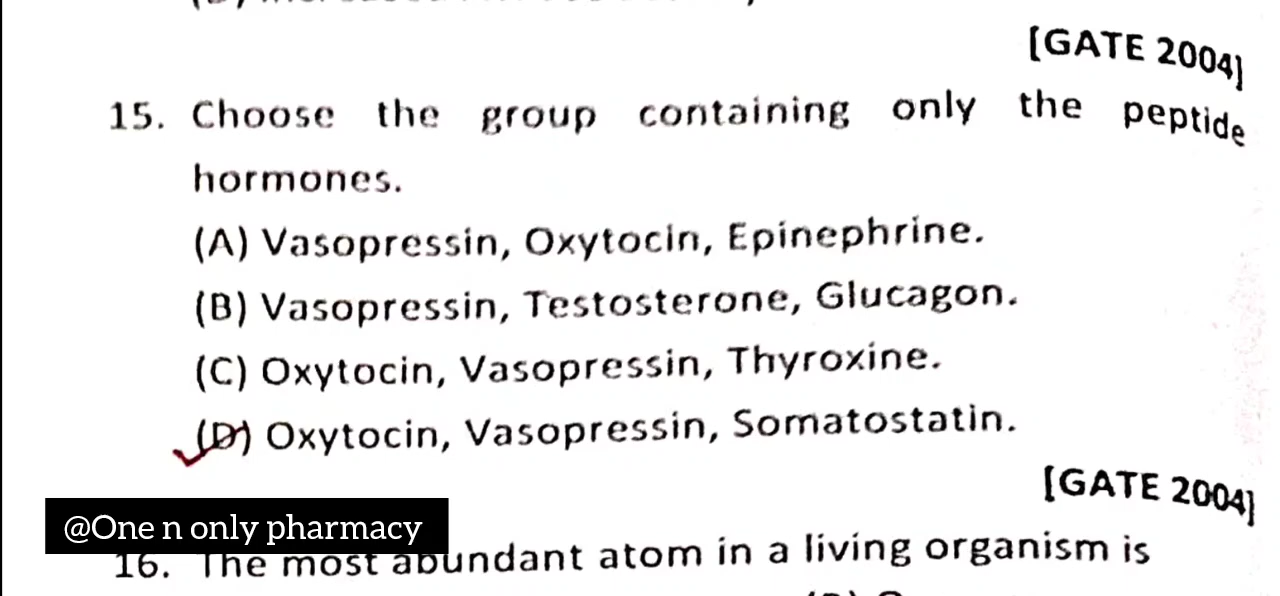 [GATE 2004]
15. Choose the group containing only the peptide
hormones.
(A) Vasopressin, Oxytocin, Epinephrine.
(B) Vasopressin, Testosterone, Glucagon.
(C) Oxytocin, Vasopressin, Thyroxine.
(D) Oxytocin, Vasopressin, Somatostatin.
[GATE 2004]
@One n only pharmacy
16. The most abundant atom in a living organism is